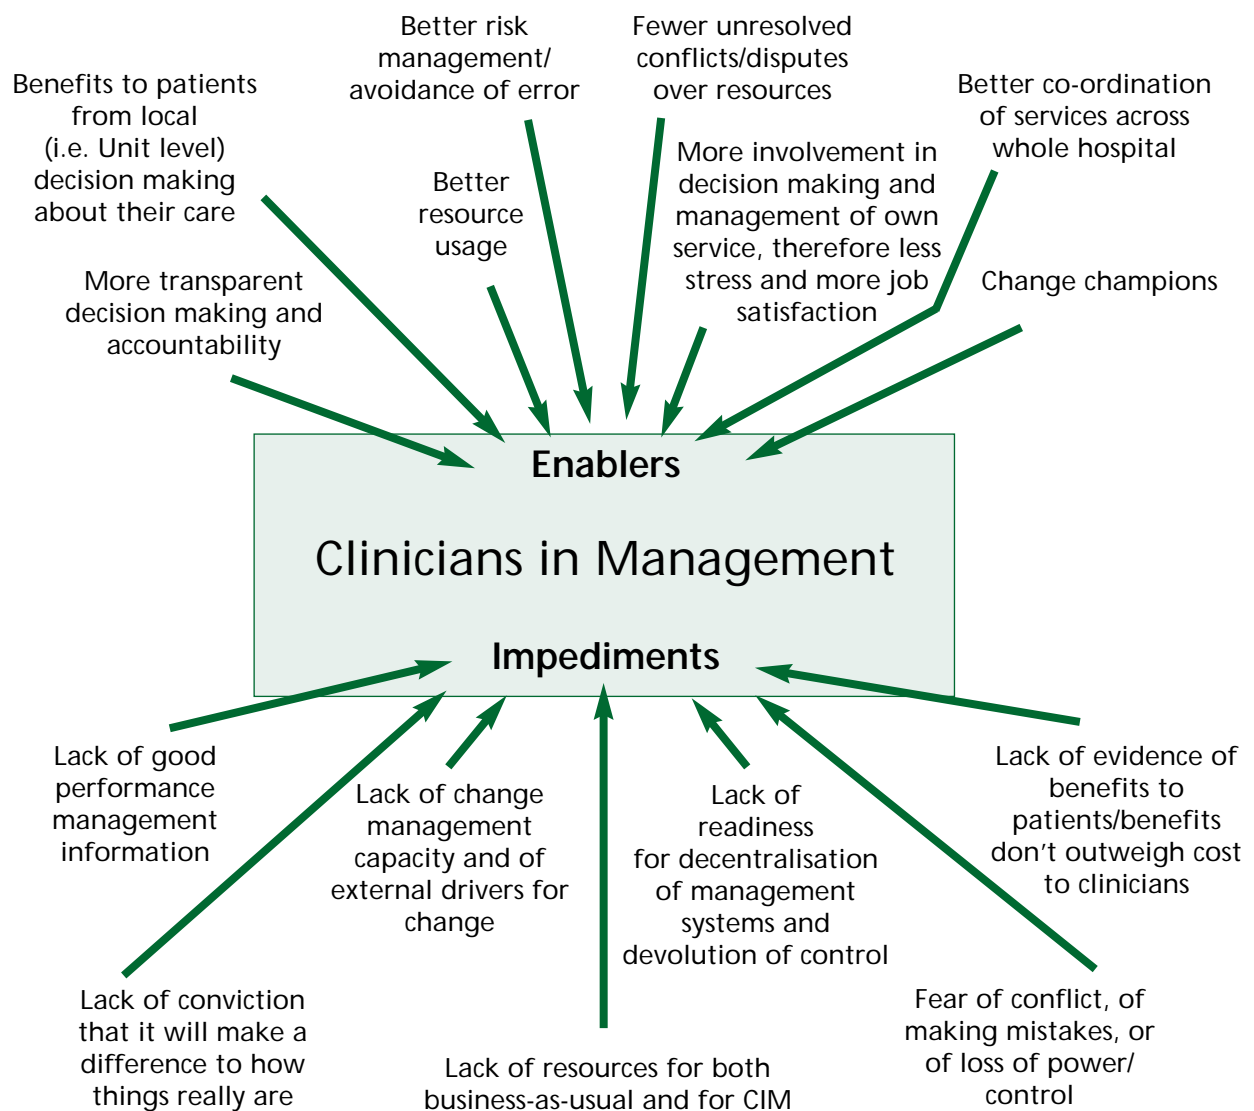 Better risk
management/
avoidance of error
Fewer unresolved
conflicts/disputes
over resources
Benefits to patients
from local
(i.e. Unit level)
decision making
about their care
Better co-ordination
of services across
whole hospital
Better
resource
usage
More involvement in
decision making and
management of own
service, therefore less
stress and more job
satisfaction
More transparent
decision making and
accountability
Change champions
Enablers
Clinicians in Management
Impediments
Lack of good
performance
management
information
Lack of change
management
capacity and of
external drivers for
change
Lack of
readiness
for decentralisation
of management
systems and
devolution of control
Lack of evidence of
benefits to
patients/benefits
don't outweigh cost
to clinicians
Lack of conviction
that it will make a
difference to how
things really are
Lack of resources for both
business-as-usual and for CIM
Fear of conflict, of
making mistakes, or
of loss of power/
control